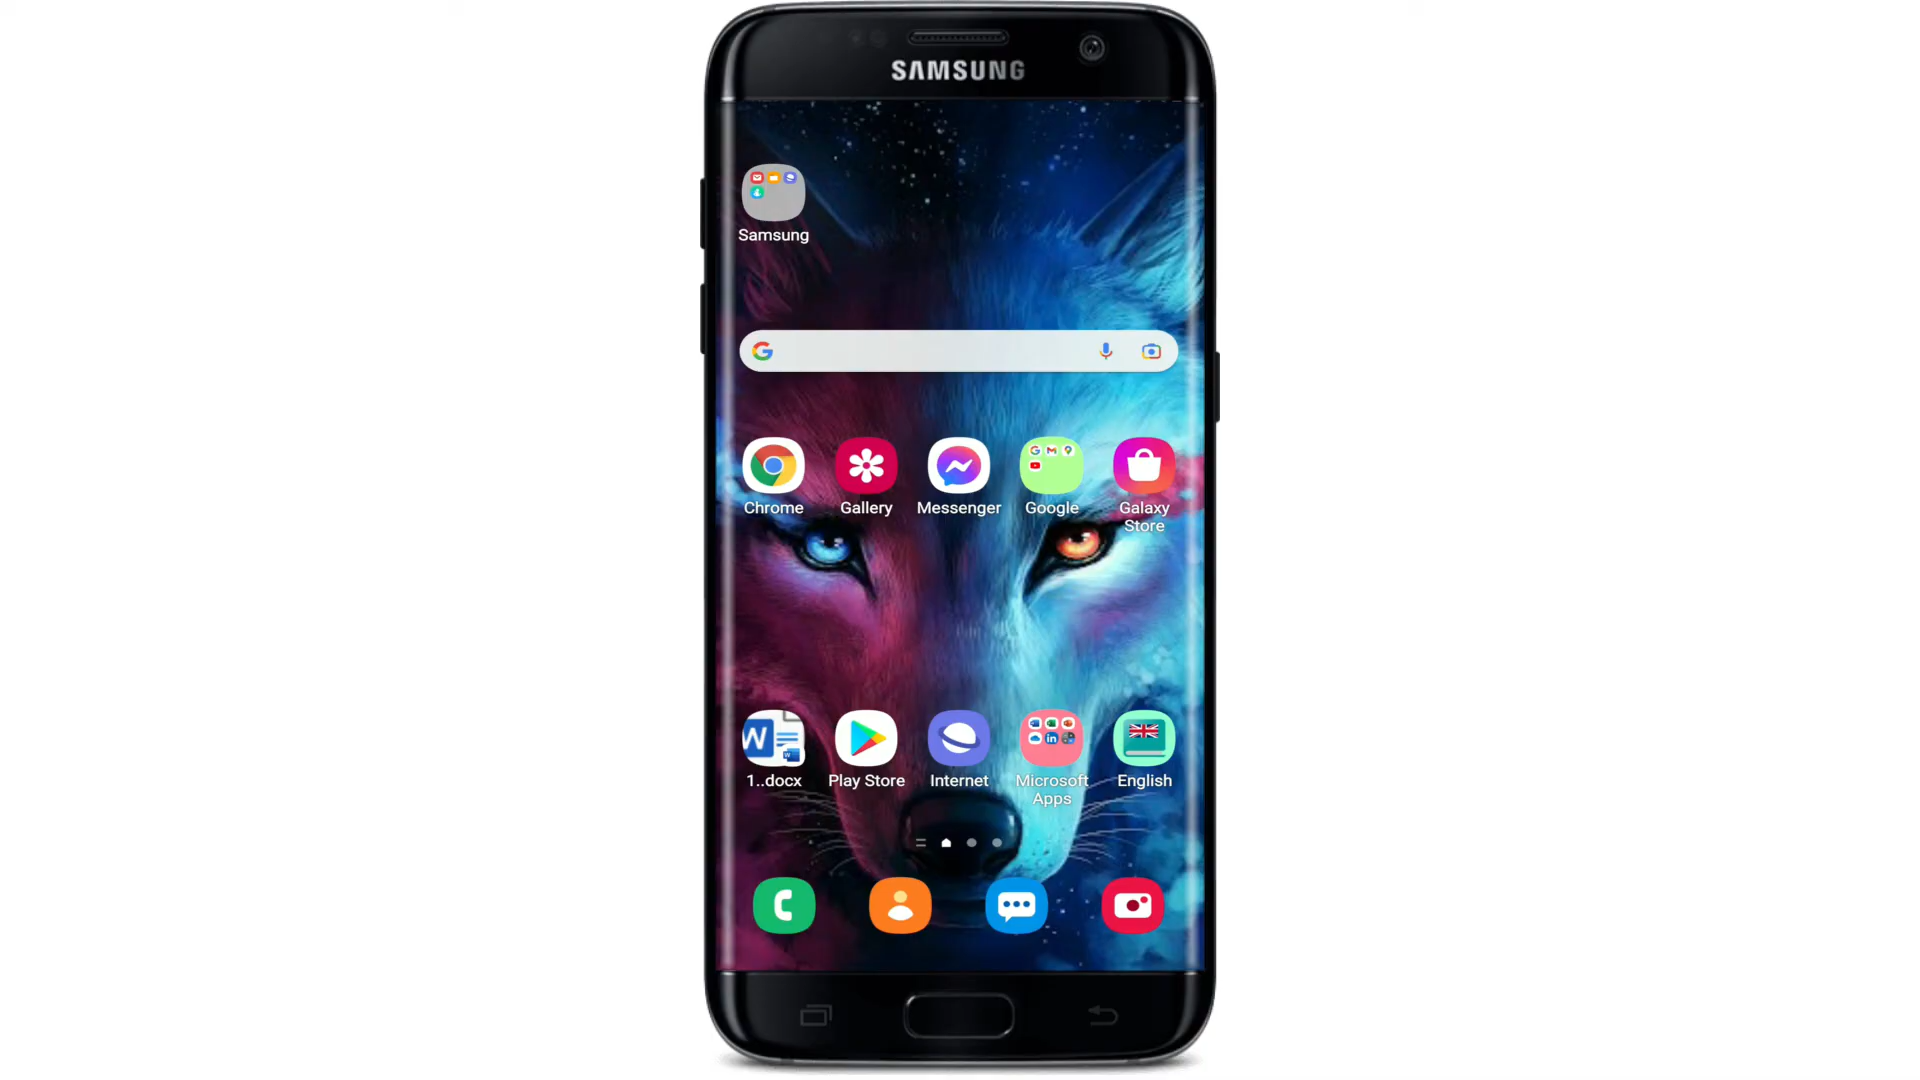 SAMSUNG
Samsung
Chrome
Gallery
Messenger
Google
Galaxy
Store
1..docx
Play Store
Internet
Microsoft
Apps
English